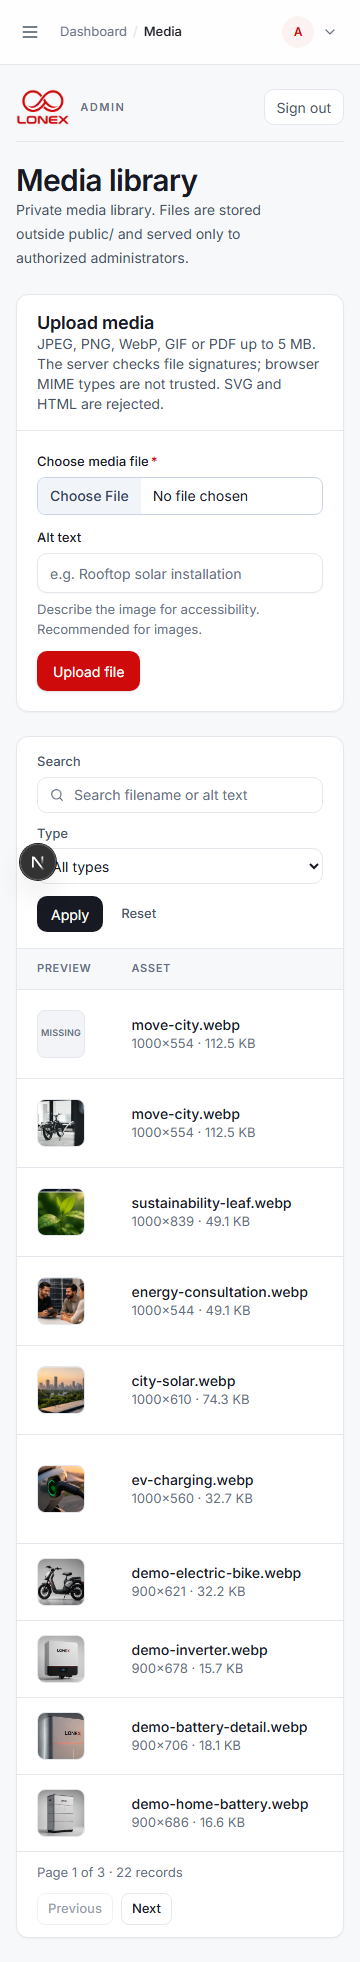 Dashboard / Media
A
LONEX
ADMIN
Sign out
Media library
Private media library. Files are stored
outside public/ and served only to
authorized administrators.
Upload media
JPEG, PNG, WebP, GIF or PDF up to 5 MB.
The server checks file signatures; browser
MIME types are not trusted. SVG and
HTML are rejected.
Choose media file *
Choose File No file chosen
Alt text
e.g. Rooftop solar installation
Describe the image for accessibility.
Recommended for images.
Upload file
Search
Search filename or alt text
Type
N
All types
Apply Reset
PREVIEW ASSET
MISSING
move-city.webp
1000×554 · 112.5 KB
move-city.webp
1000×554 · 112.5 KB
sustainability-leaf.webp
1000×839 · 49.1 KB
energy-consultation.webp
1000×544 · 49.1 KB
city-solar.webp
1000×610 · 74.3 KB
ev-charging.webp
1000×560 · 32.7 KB
demo-electric-bike.webp
900×621 · 32.2 KB
LONEX
demo-inverter.webp
900×678 · 15.7 KB
LONEX
demo-battery-detail.webp
900×706 · 18.1 KB
demo-home-battery.webp
900×686 · 16.6 KB
Page 1 of 3 · 22 records
Previous Next